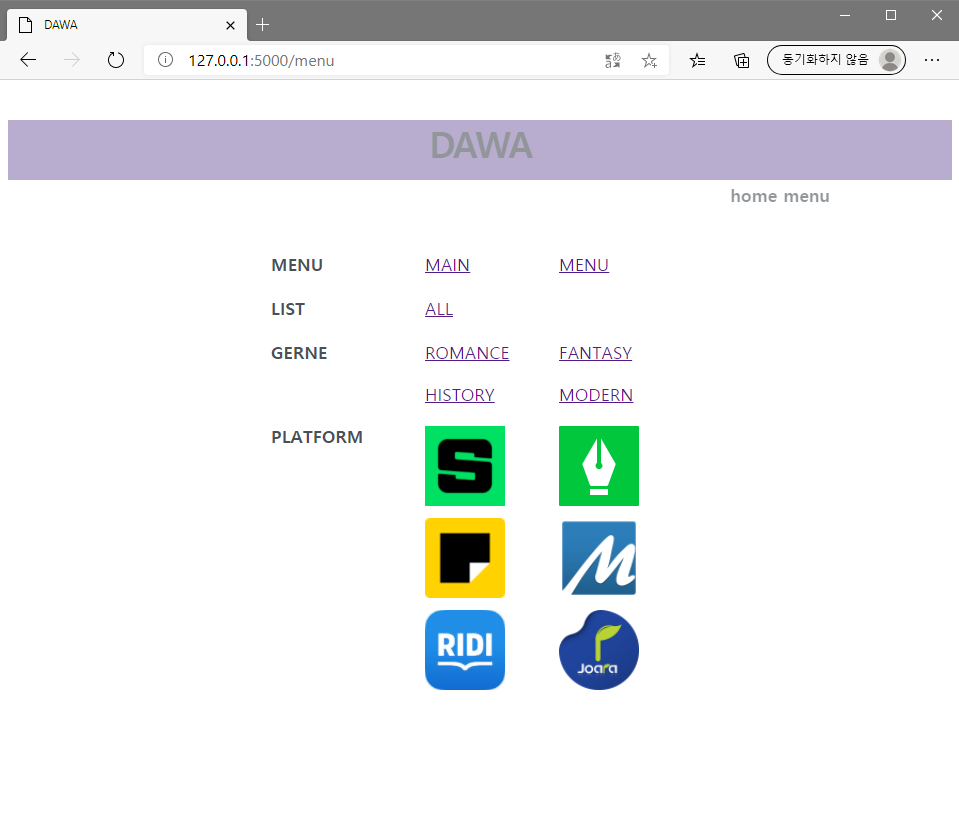 DAWA
127.0.0.1:5000/menu
동기화하지 않음
DAWA
home menu
MENU MAIN MENU
LIST ALL
GERNE ROMANCE FANTASY
HISTORY MODERN
PLATFORM
S
M
RIDI Joara